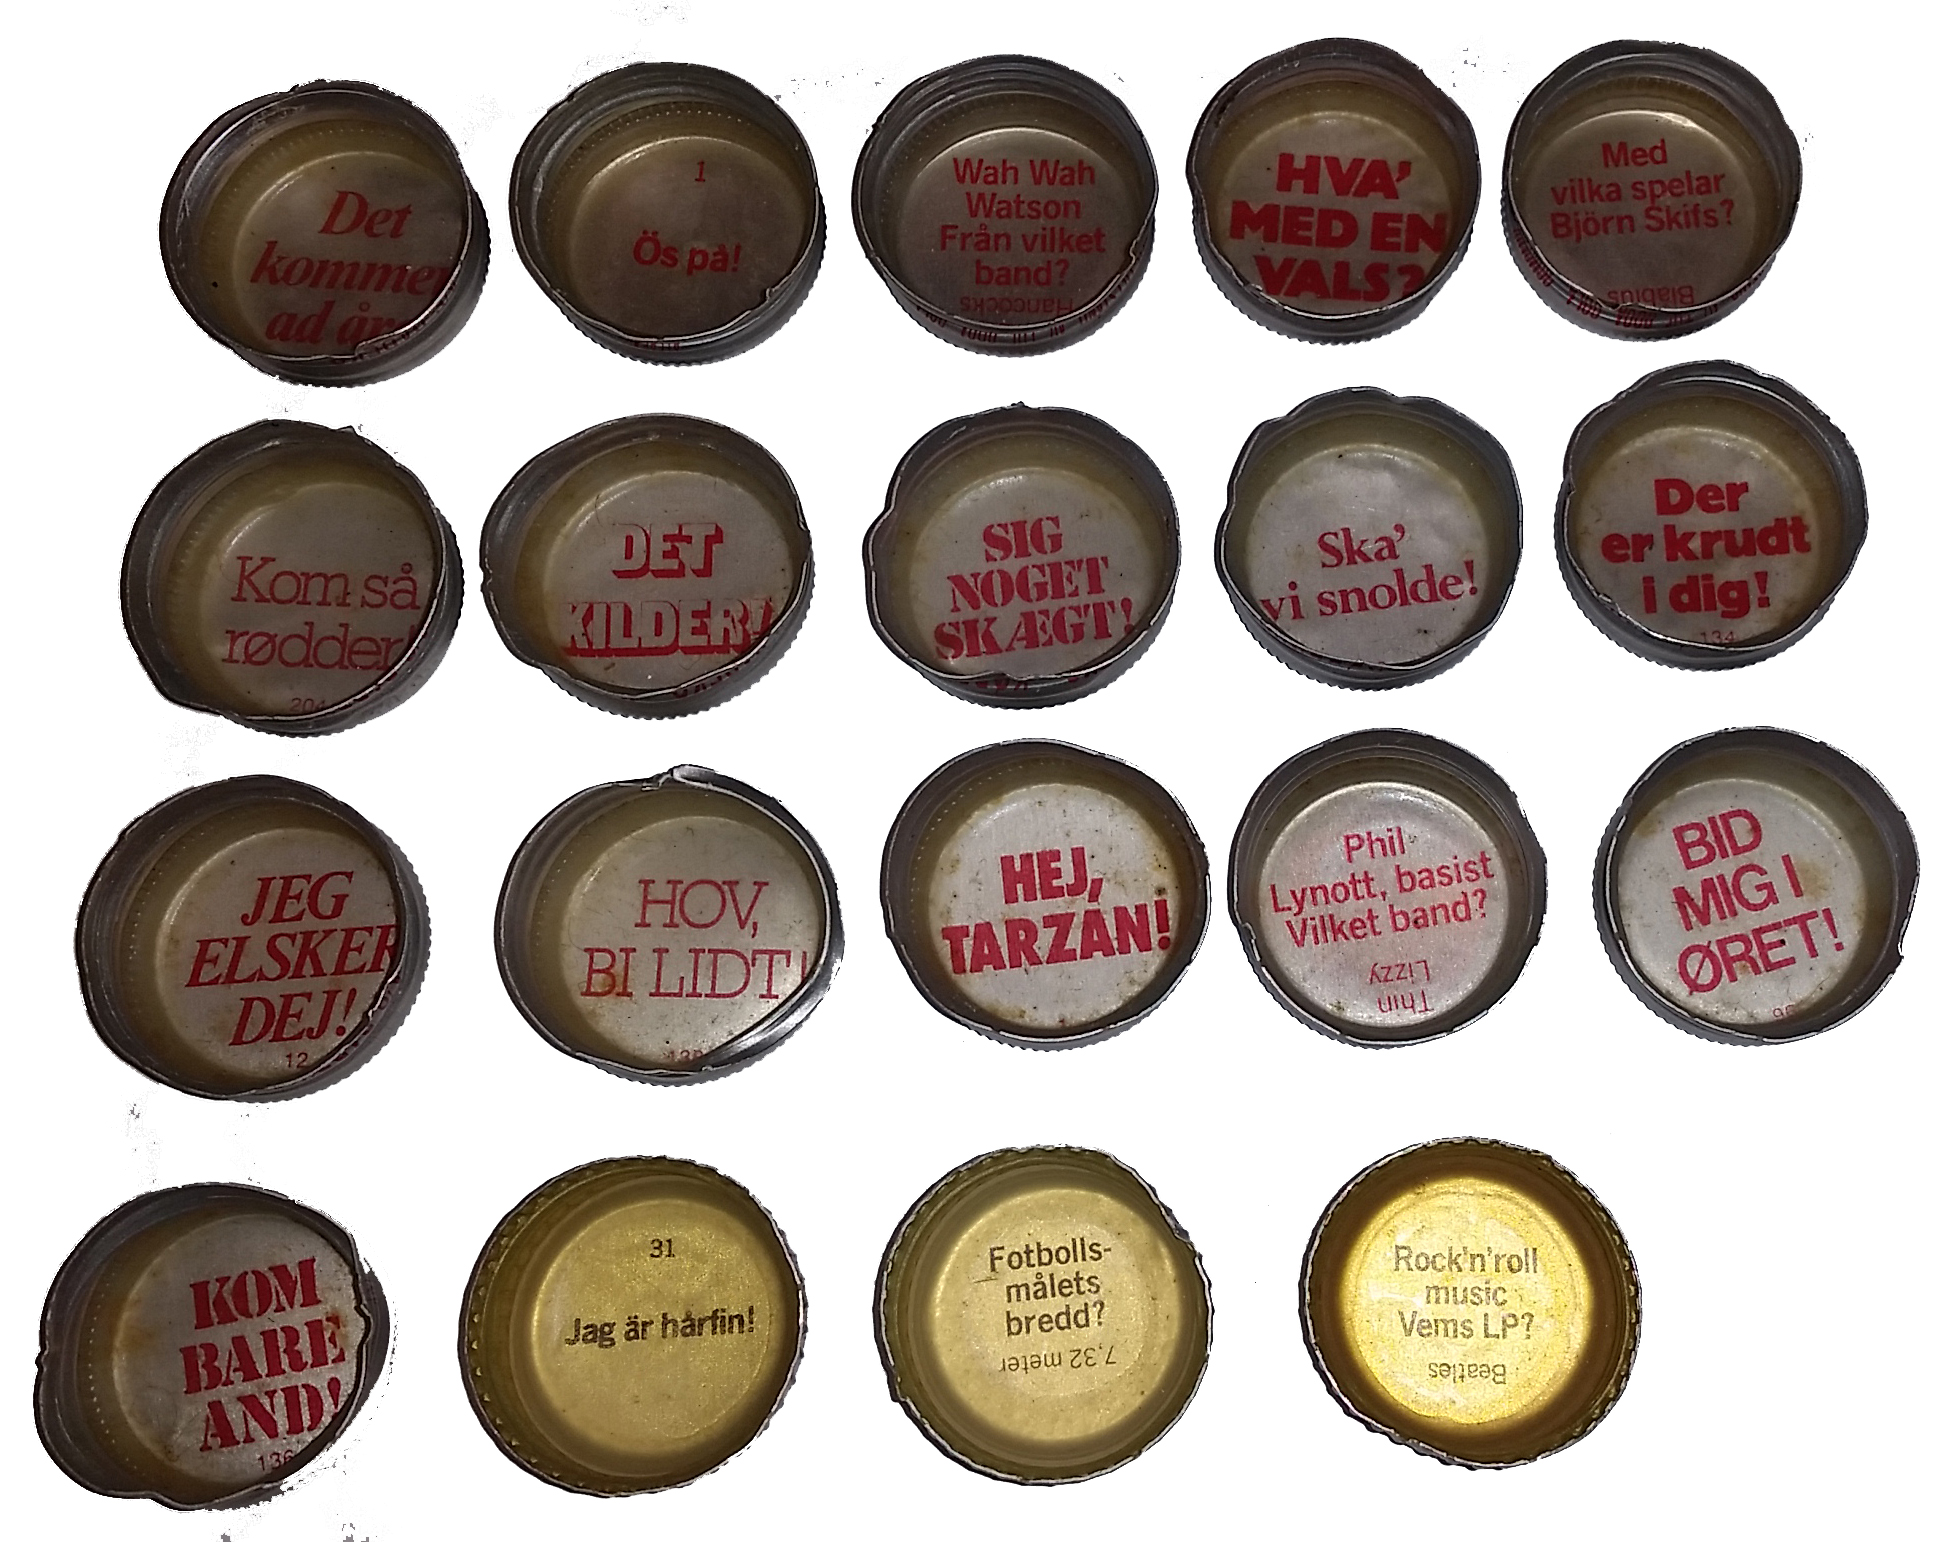 Det
kommer
ad år
1
Ös på!
Wah Wah
Watson
Från vilket
band?
Hancocks
HVA'
MED EN
VALS?
Med
vilka spelar
Björn Skifs?
Blåblus
Kom så
rødder!
204
DET
KILDER!
SIG
NOGET
SKÆGT!
Ska'
vi snolde!
Der
er krudt
i dig!
134
JEG
ELSKER
DEJ!
12
HOV,
BI LIDT!
HEJ,
TARZAN!
Phil
Lynott, basist
Vilket band?
Thin
Lizzy
BID
MIG I
ØRET!
KOM
BARE
AND!
136
31
Jag är hårfin!
Fotbolls-
målets
bredd?
7,32 meter
Rock'n'roll
music
Vems LP?
Beatles